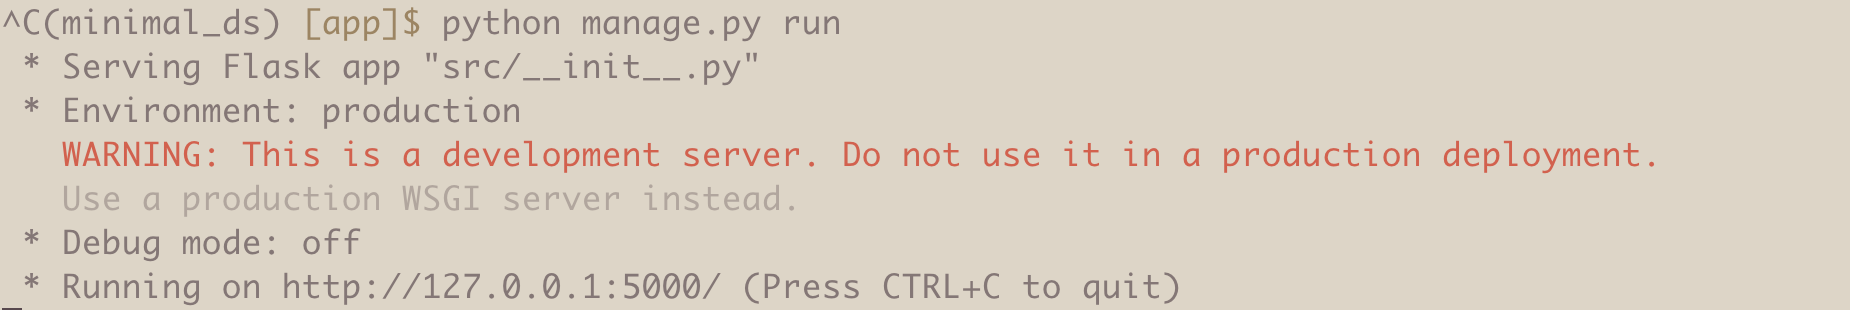 ^C(minimal_ds) [app]$ python manage.py run
* Serving Flask app "src/__init__.py"
* Environment: production
WARNING: This is a development server. Do not use it in a production deployment.
Use a production WSGI server instead.
* Debug mode: off
* Running on http://127.0.0.1:5000/ (Press CTRL+C to quit)